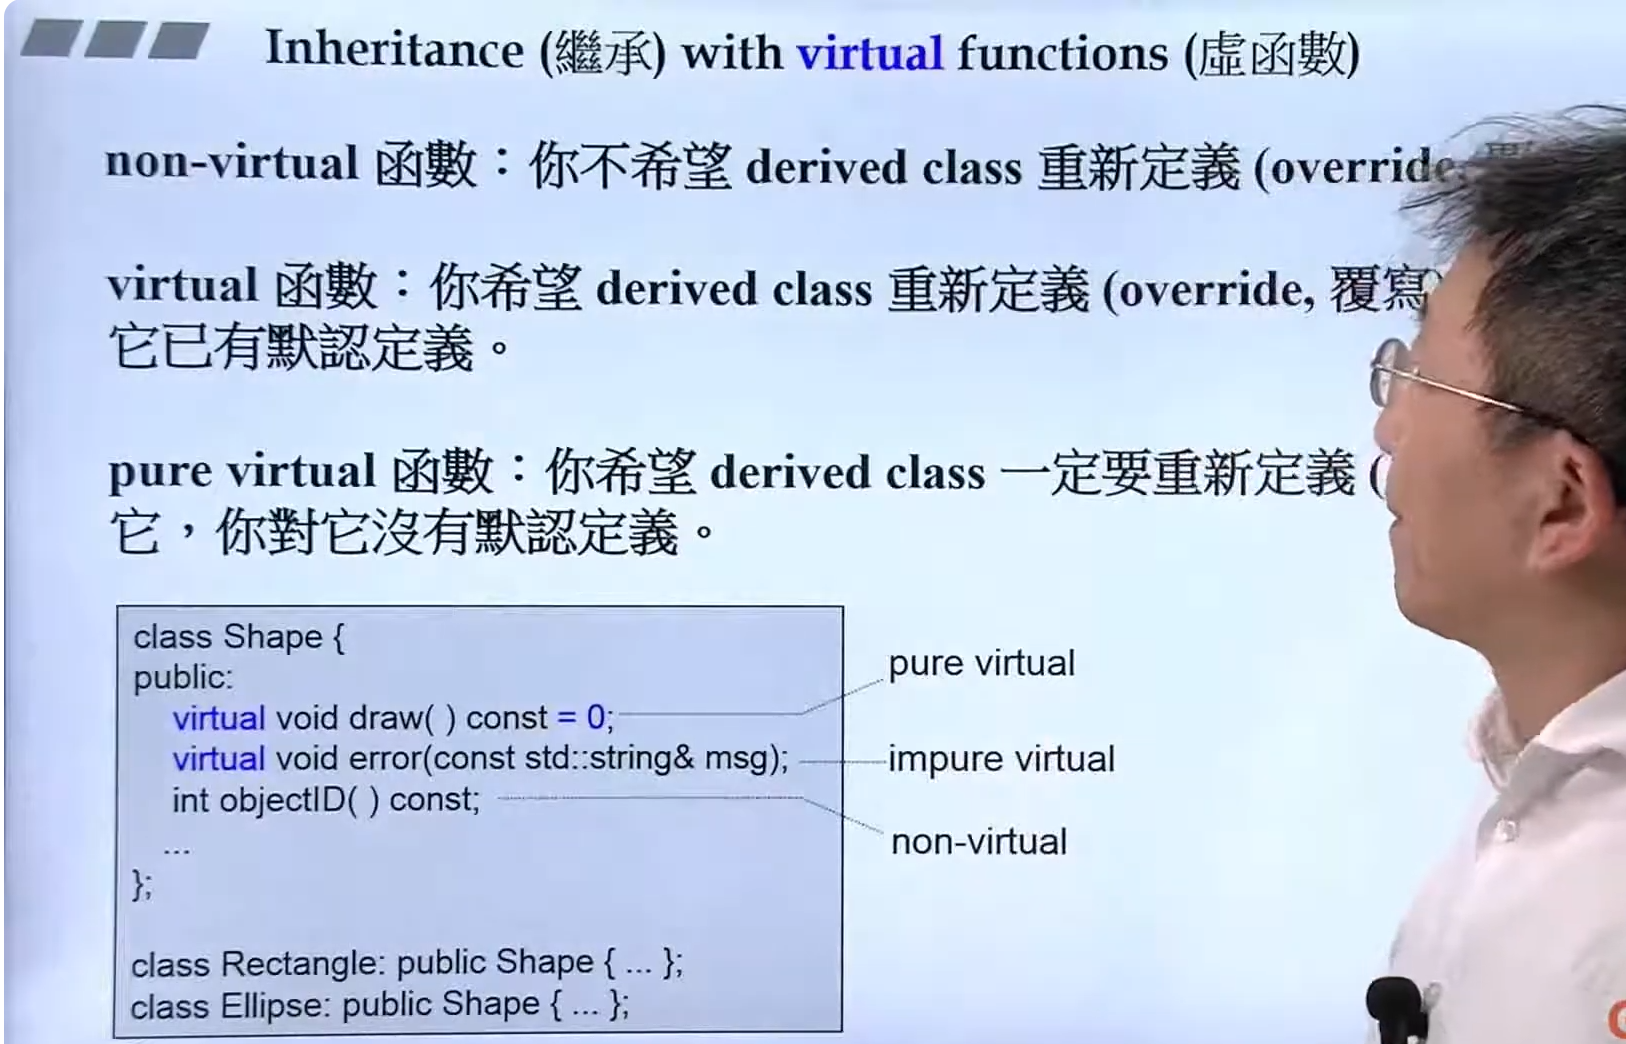 Inheritance (繼承) with virtual functions (虛函數)
non-virtual 函數：你不希望 derived class 重新定義 (override,
virtual 函數：你希望 derived class 重新定義 (override, 覆寫)
它已有默認定義。
pure virtual 函數：你希望 derived class 一定要重新定義 (
它，你對它沒有默認定義。
class Shape {
public:
virtual void draw( ) const = 0;
pure virtual
virtual void error(const std::string& msg);
impure virtual
int objectID( ) const;
non-virtual
...
};
class Rectangle: public Shape { ... };
class Ellipse: public Shape { ... };